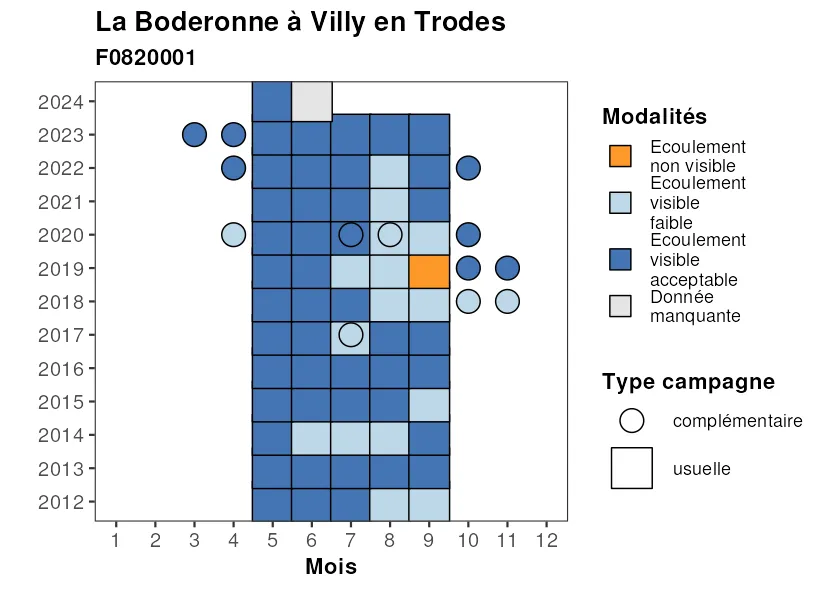 La Boderonne à Villy en Trodes
F0820001
2024
2023
2022
2021
2020
2019
2018
2017
2016
2015
2014
2013
2012
1 2 3 4 5 6 7 8 9 10 11 12
Mois
Modalités
Ecoulement
non visible
Ecoulement
visible
faible
Ecoulement
visible
acceptable
Donnée
manquante
Type campagne
complémentaire
usuelle